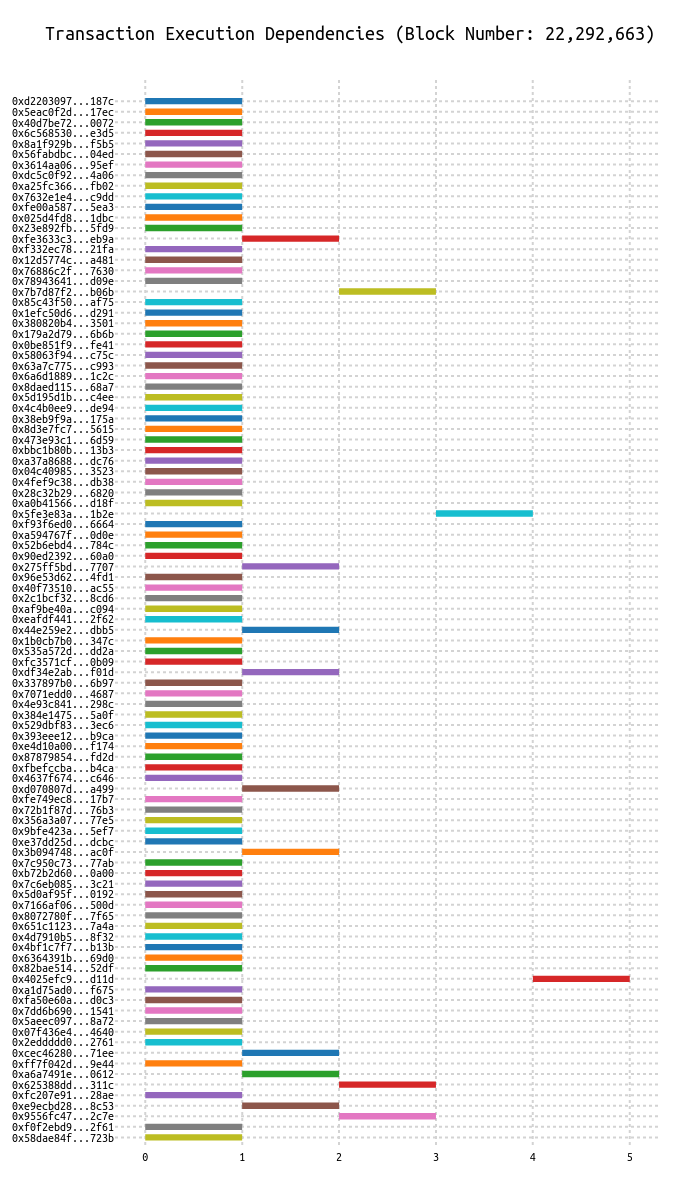 Transaction Execution Dependencies (Block Number: 22,292,663)
0xd2203097...187c
0x5eac0f2d...17ec
0x40d7be72...0072
0x6c568530...e3d5
0x8a1f929b...f5b5
0x56fabdbc...04ed
0x3614aa06...95ef
0xdc5c0f92...4a06
0xa25fc366...fb02
0x7632e1e4...c9dd
0xfe00a587...5ea3
0x025d4fd8...1dbc
0x23e892fb...5fd9
0xfe3633c3...eb9a
0xf332ec78...21fa
0x12d5774c...a481
0x76886c2f...7630
0x78943641...d09e
0x7b7d87f2...b06b
0x85c43f50...af75
0x1efc50d6...d291
0x380820b4...3501
0x179a2d79...6b6b
0x0be851f9...fe41
0x58063f94...c75c
0x63a7c775...c993
0x6a6d1889...1c2c
0x8daed115...68a7
0x5d195d1b...c4ee
0x4c4b0ee9...de94
0x38eb9f9a...175a
0x8d3e7fc7...5615
0x473e93c1...6d59
0xbbc1b80b...13b3
0xa37a8688...dc76
0x04c40985...3523
0x4fef9c38...db38
0x28c32b29...6820
0xa0b41566...d18f
0x5fe3e83a...1b2e
0xf93f6ed0...6664
0xa594767f...0d0e
0x52b6ebd4...784c
0x90ed2392...60a0
0x275ff5bd...7707
0x96e53d62...4fd1
0x40f73510...ac55
0x2c1bcf32...8cd6
0xaf9be40a...c094
0xeafdf441...2f62
0x44e259e2...dbb5
0x1b0cb7b0...347c
0x535a572d...dd2a
0xfc3571cf...0b09
0xdf34e2ab...f01d
0x337897b0...6b97
0x7071edd0...4687
0x4e93c841...298c
0x384e1475...5a0f
0x529dbf83...3ec6
0x393eee12...b9ca
0xe4d10a00...f174
0x87879854...fd2d
0xfbefccba...b4ca
0x4637f674...c646
0xd070807d...a499
0xfe749ec8...17b7
0x72b1f87d...76b3
0x356a3a07...77e5
0x9bfe423a...5ef7
0xe37dd25d...dcbc
0x3b094748...ac0f
0x7c950c73...77ab
0xb72b2d60...0a00
0x7c6eb085...3c21
0x5d0af95f...0192
0x7166af06...500d
0x8072780f...7f65
0x651c1123...7a4a
0x4d7910b5...8f32
0x4bf1c7f7...b13b
0x6364391b...69d0
0x82bae514...52df
0x4025efc9...d11d
0xa1d75ad0...f675
0xfa50e60a...d0c3
0x7dd6b690...1541
0x5aeec097...8a72
0x07f436e4...4640
0x2eddddd0...2761
0xcec46280...71ee
0xff7f042d...9e44
0xa6a7491e...0612
0x625388dd...311c
0xfc207e91...28ae
0xe9ecbd28...8c53
0x9556fc47...2c7e
0xf0f2ebd9...2f61
0x58dae84f...723b
0 1 2 3 4 5